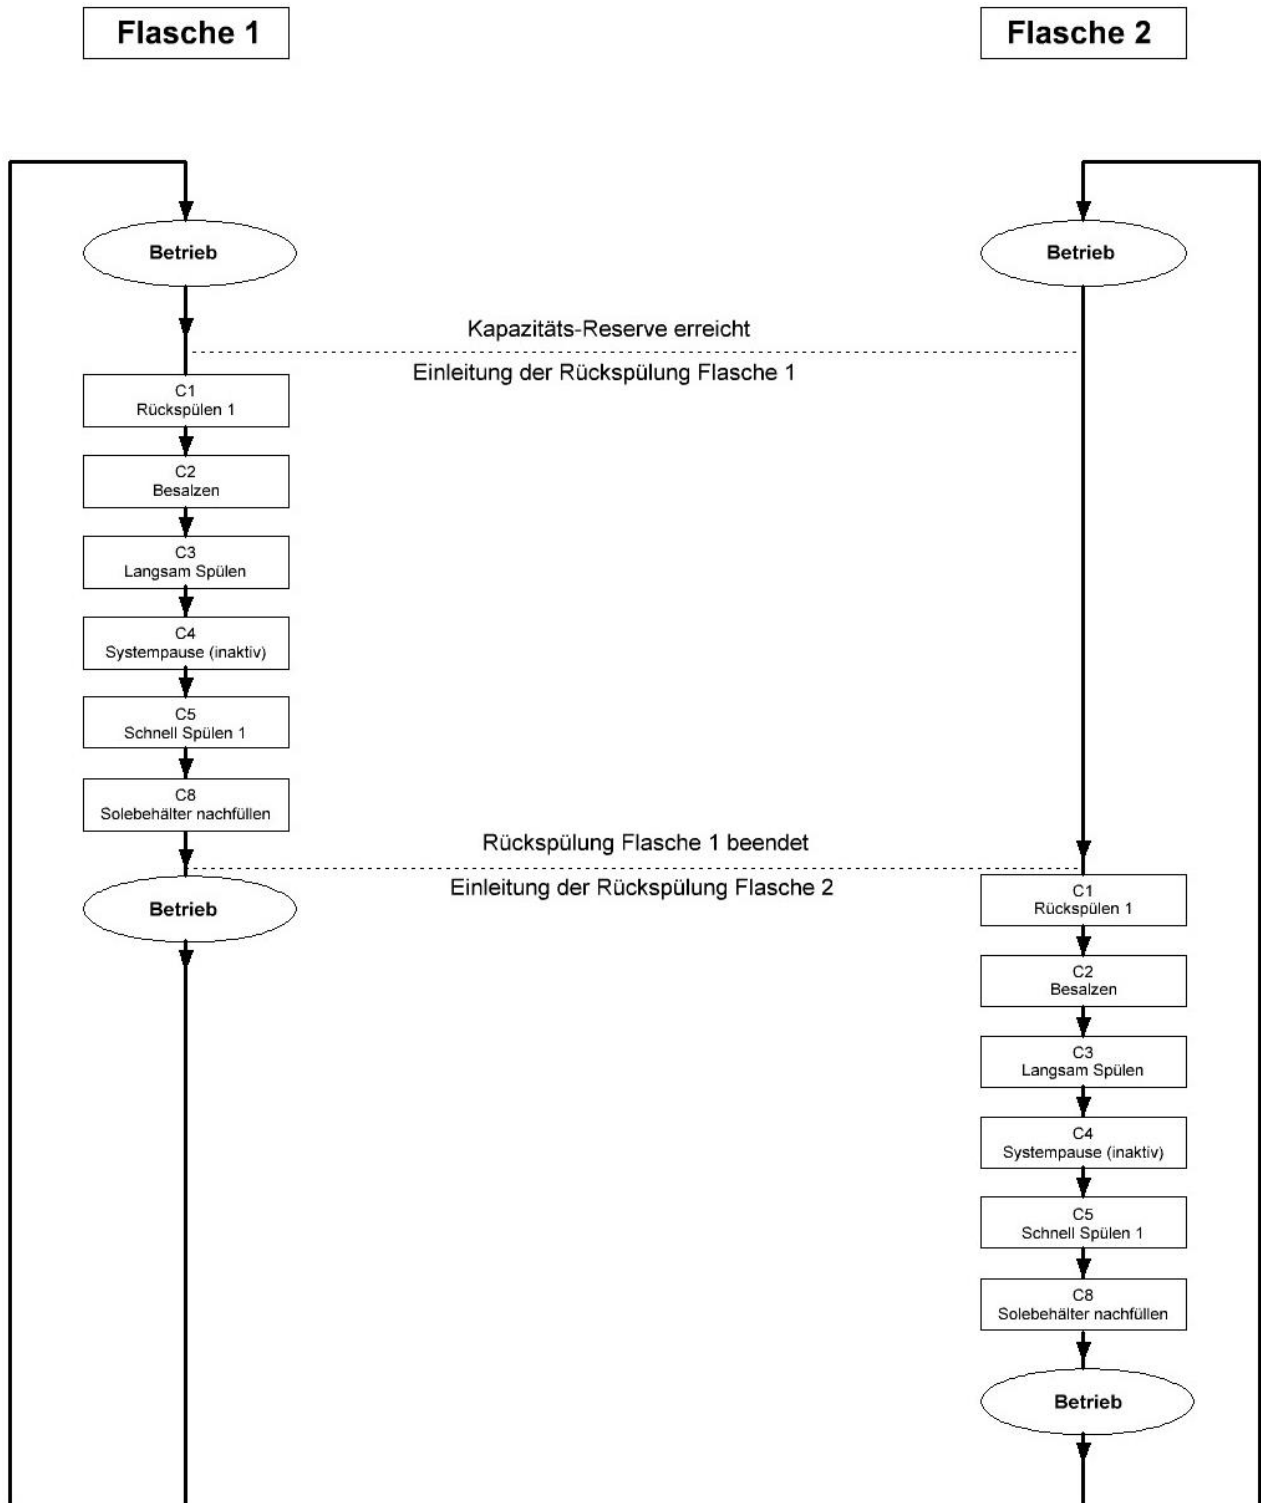 Flasche 1
Flasche 2
Betrieb
Betrieb
Kapazitäts-Reserve erreicht
Einleitung der Rückspülung Flasche 1
C1
Rückspülen 1
C2
Besalzen
C3
Langsam Spülen
C4
Systempause (inaktiv)
C5
Schnell Spülen 1
C8
Solebehälter nachfüllen
Rückspülung Flasche 1 beendet
Einleitung der Rückspülung Flasche 2
Betrieb
C1
Rückspülen 1
C2
Besalzen
C3
Langsam Spülen
C4
Systempause (inaktiv)
C5
Schnell Spülen 1
C8
Solebehälter nachfüllen
Betrieb